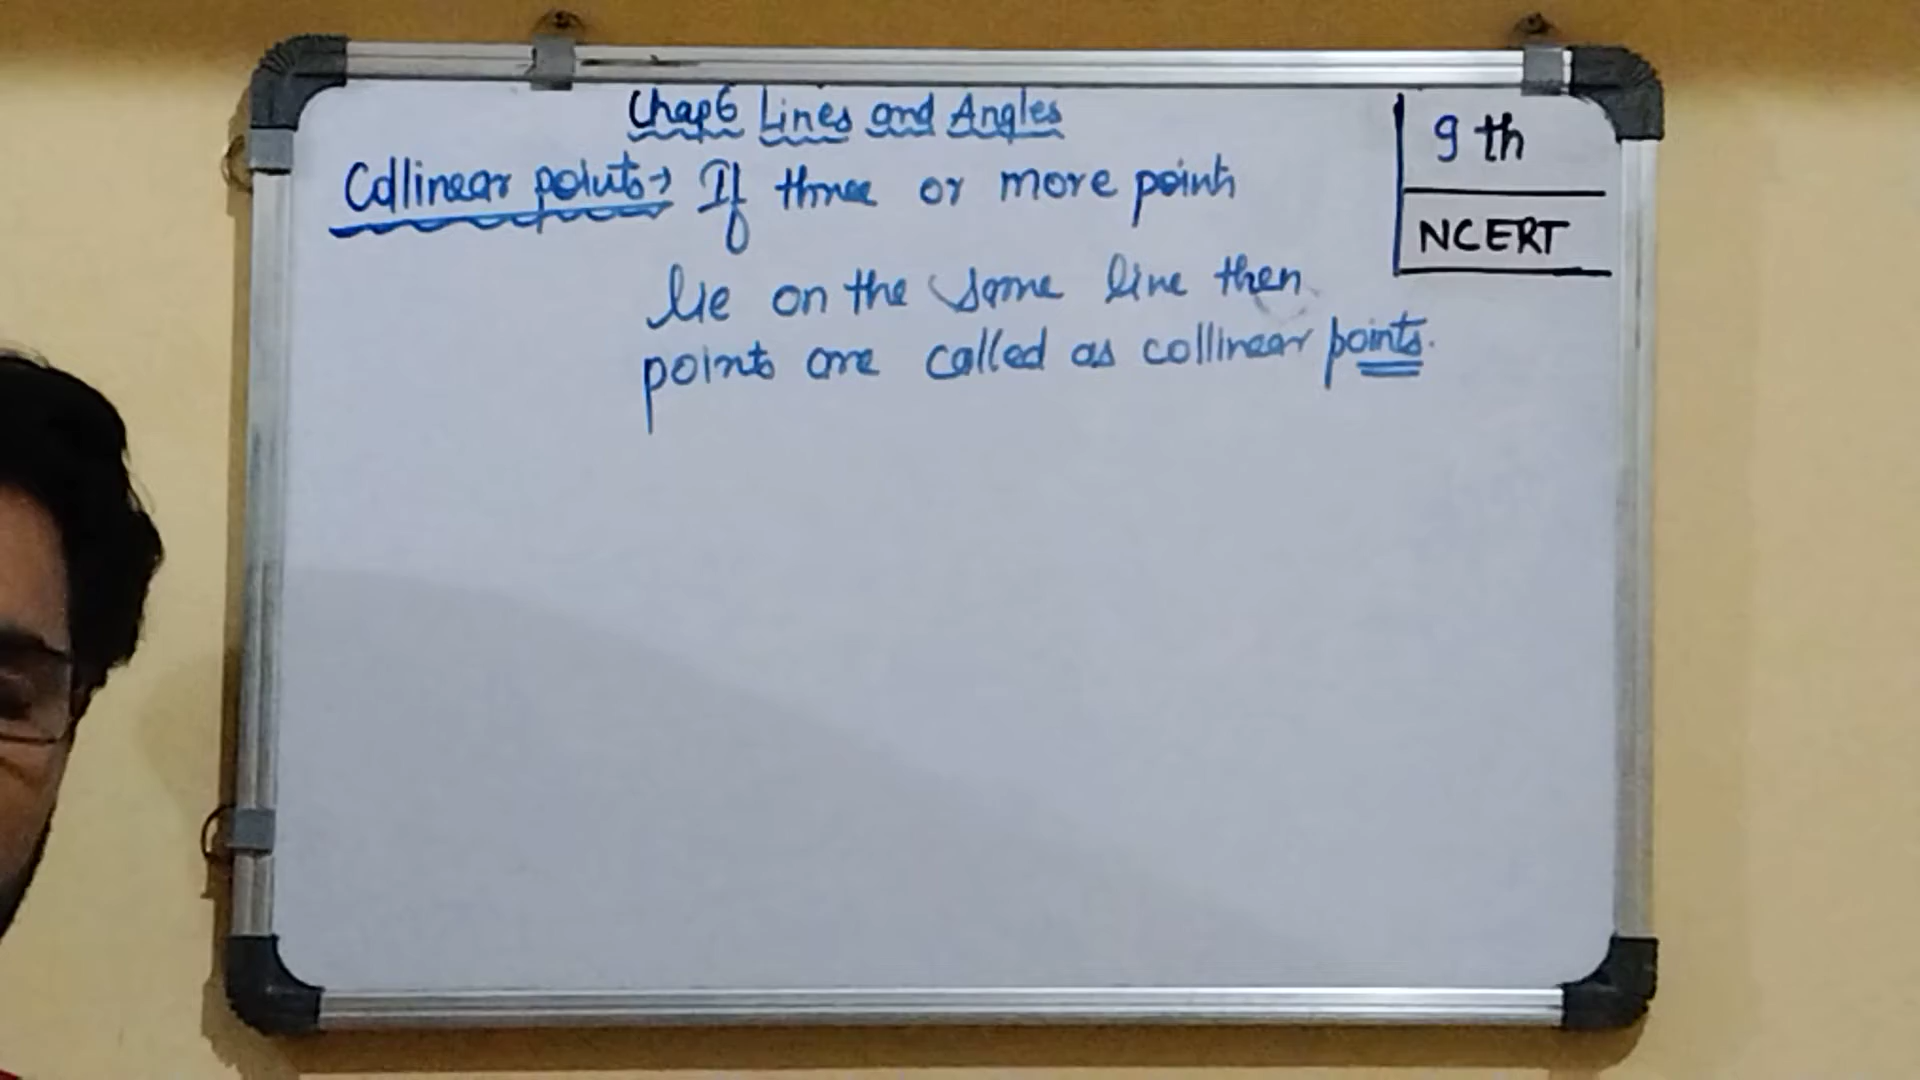 Chap6 Lines and Angles
9 th
NCERT
Collinear points→ If three or more points
lie on the same line then
points are called as collinear points.